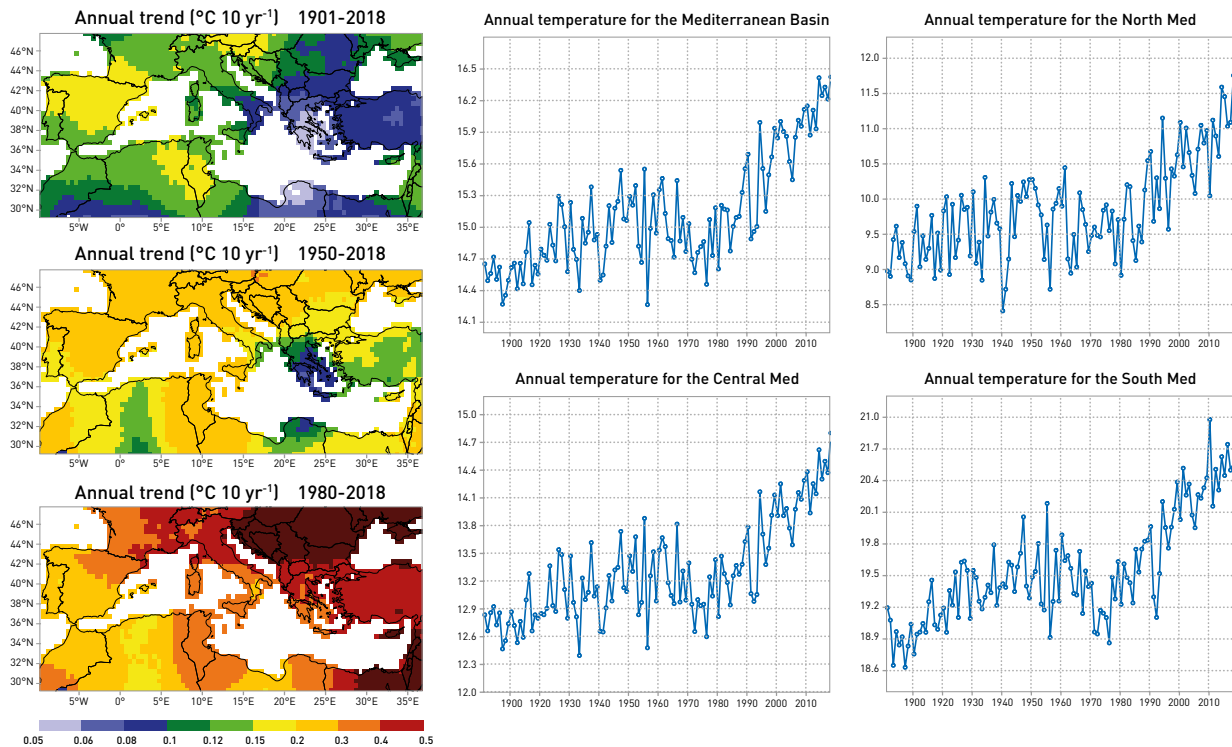 Annual trend (°C 10 yr⁻¹) 1901-2018
46°N
44°N
42°N
40°N
38°N
36°N
34°N
32°N
30°N
5°W 0° 5°E 10°E 15°E 20°E 25°E 30°E 35°E
Annual trend (°C 10 yr⁻¹) 1950-2018
46°N
44°N
42°N
40°N
38°N
36°N
34°N
32°N
30°N
5°W 0° 5°E 10°E 15°E 20°E 25°E 30°E 35°E
Annual trend (°C 10 yr⁻¹) 1980-2018
46°N
44°N
42°N
40°N
38°N
36°N
34°N
32°N
30°N
5°W 0° 5°E 10°E 15°E 20°E 25°E 30°E 35°E
0.05 0.06 0.08 0.1 0.12 0.15 0.2 0.3 0.4 0.5
Annual temperature for the Mediterranean Basin
16.5
16.2
15.9
15.6
15.3
15.0
14.7
14.4
14.1
1900 1910 1920 1930 1940 1950 1960 1970 1980 1990 2000 2010
Annual temperature for the North Med
12.0
11.5
11.0
10.5
10.0
9.5
9.0
8.5
1900 1910 1920 1930 1940 1950 1960 1970 1980 1990 2000 2010
Annual temperature for the Central Med
15.0
14.7
14.4
14.1
13.8
13.5
13.2
12.9
12.6
12.3
12.0
1900 1910 1920 1930 1940 1950 1960 1970 1980 1990 2000 2010
Annual temperature for the South Med
21.0
21.7
20.4
20.1
19.8
19.5
19.2
18.9
18.6
1900 1910 1920 1930 1940 1950 1960 1970 1980 1990 2000 2010